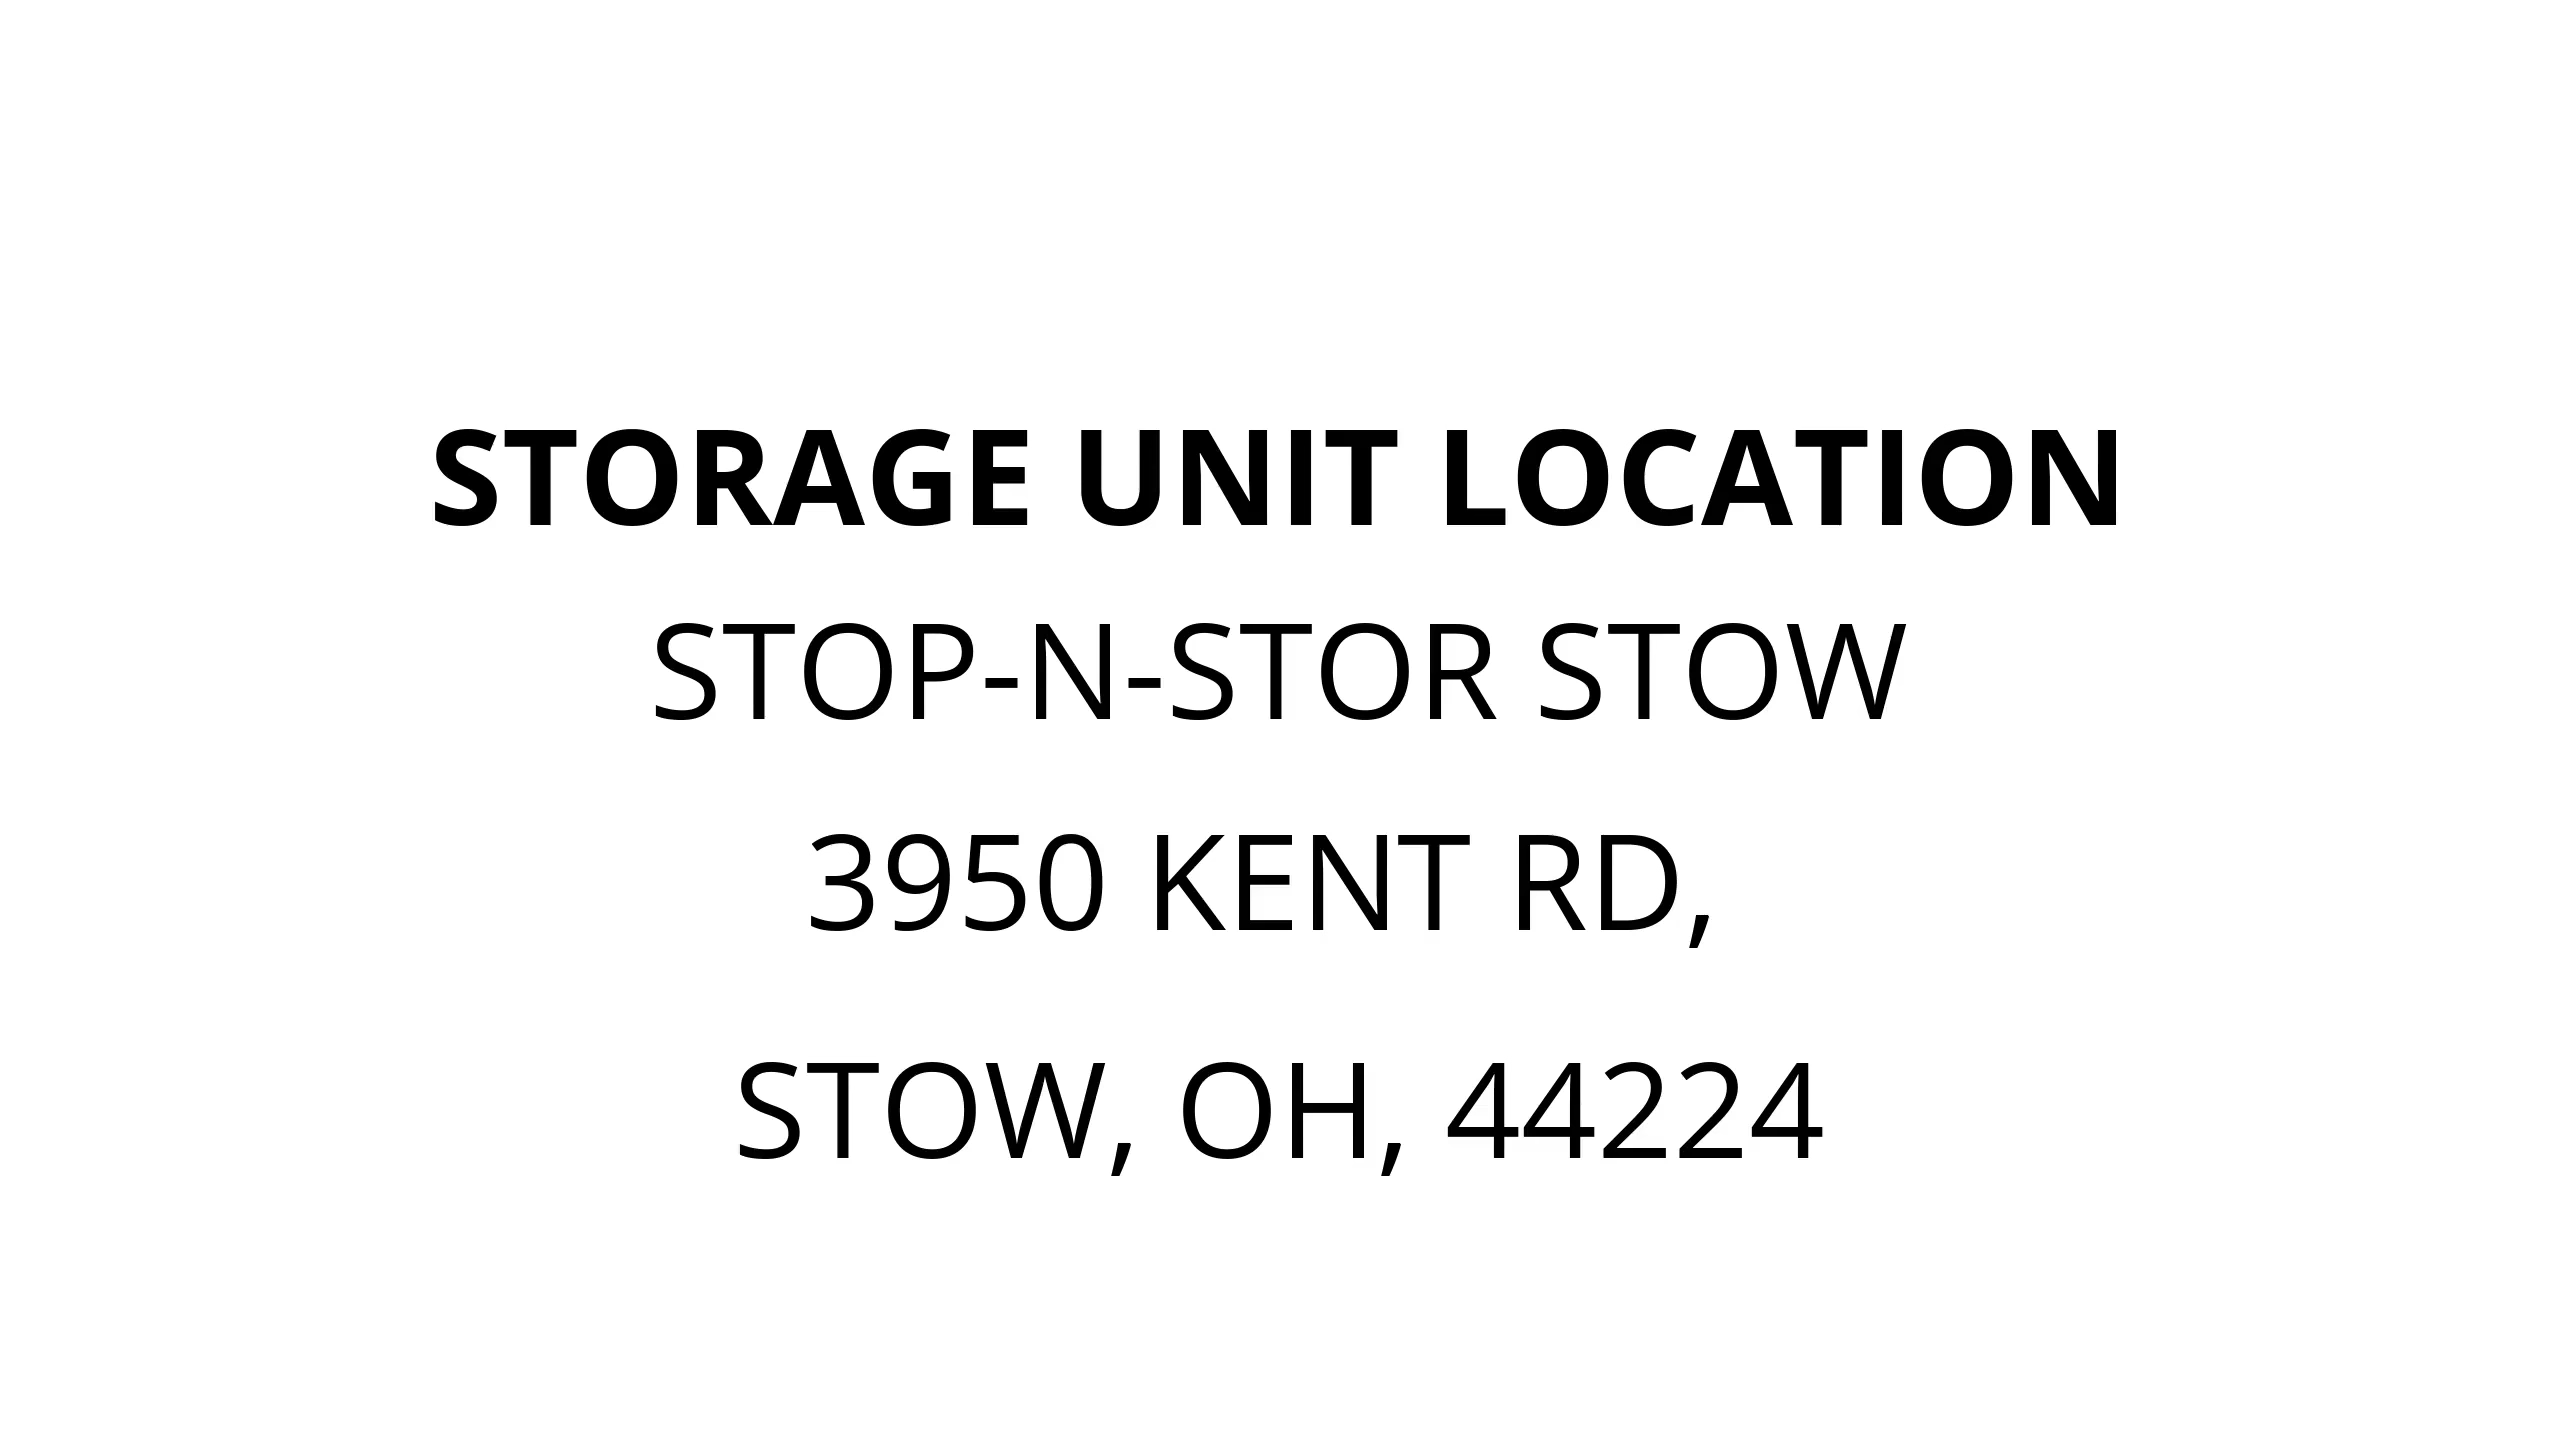 STORAGE UNIT LOCATION
STOP-N-STOR STOW
3950 KENT RD,
STOW, OH, 44224